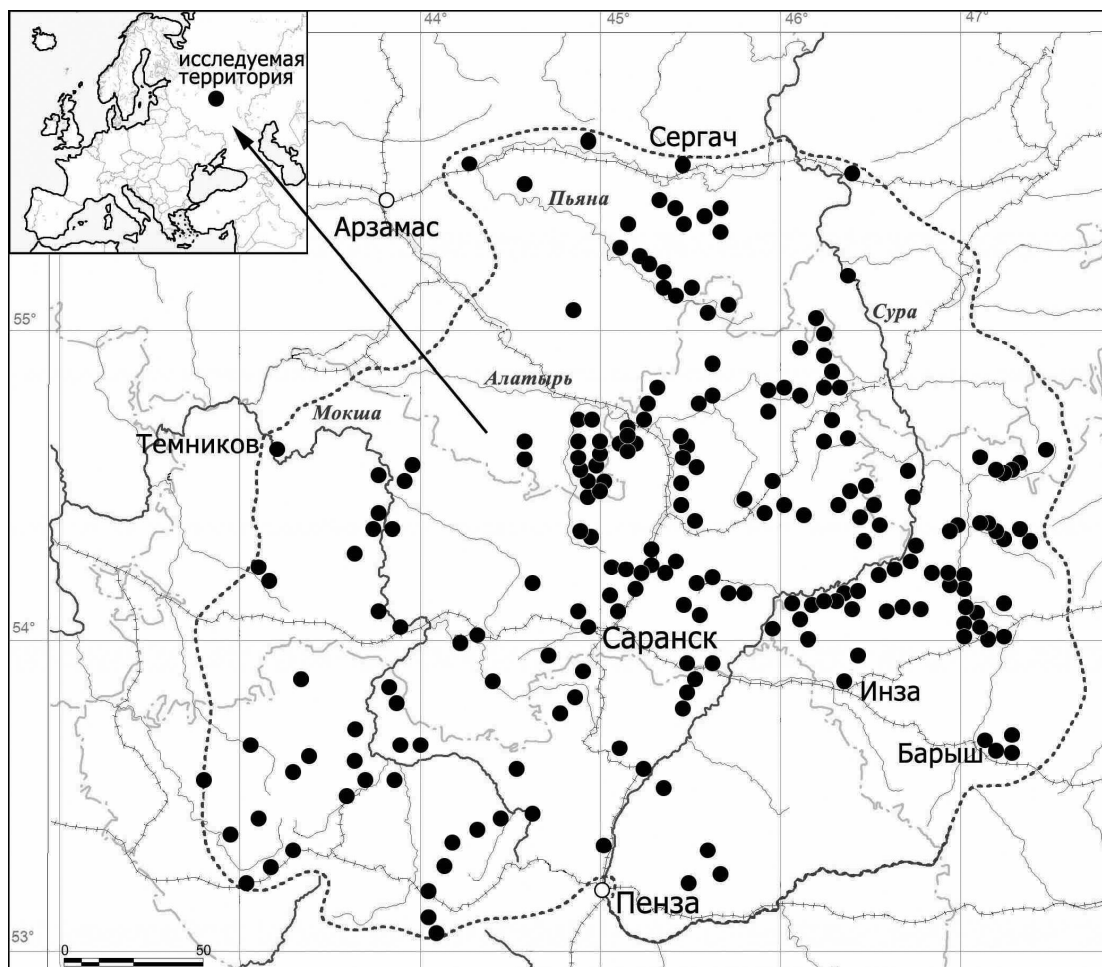 44
45
46
47
исследуемая
территория
Сергач
Пьяна
Арзамас
Сура
55
Алатырь
Мокша
Темников
54
Саранск
Инза
Барыш
Пенза
53
0
50